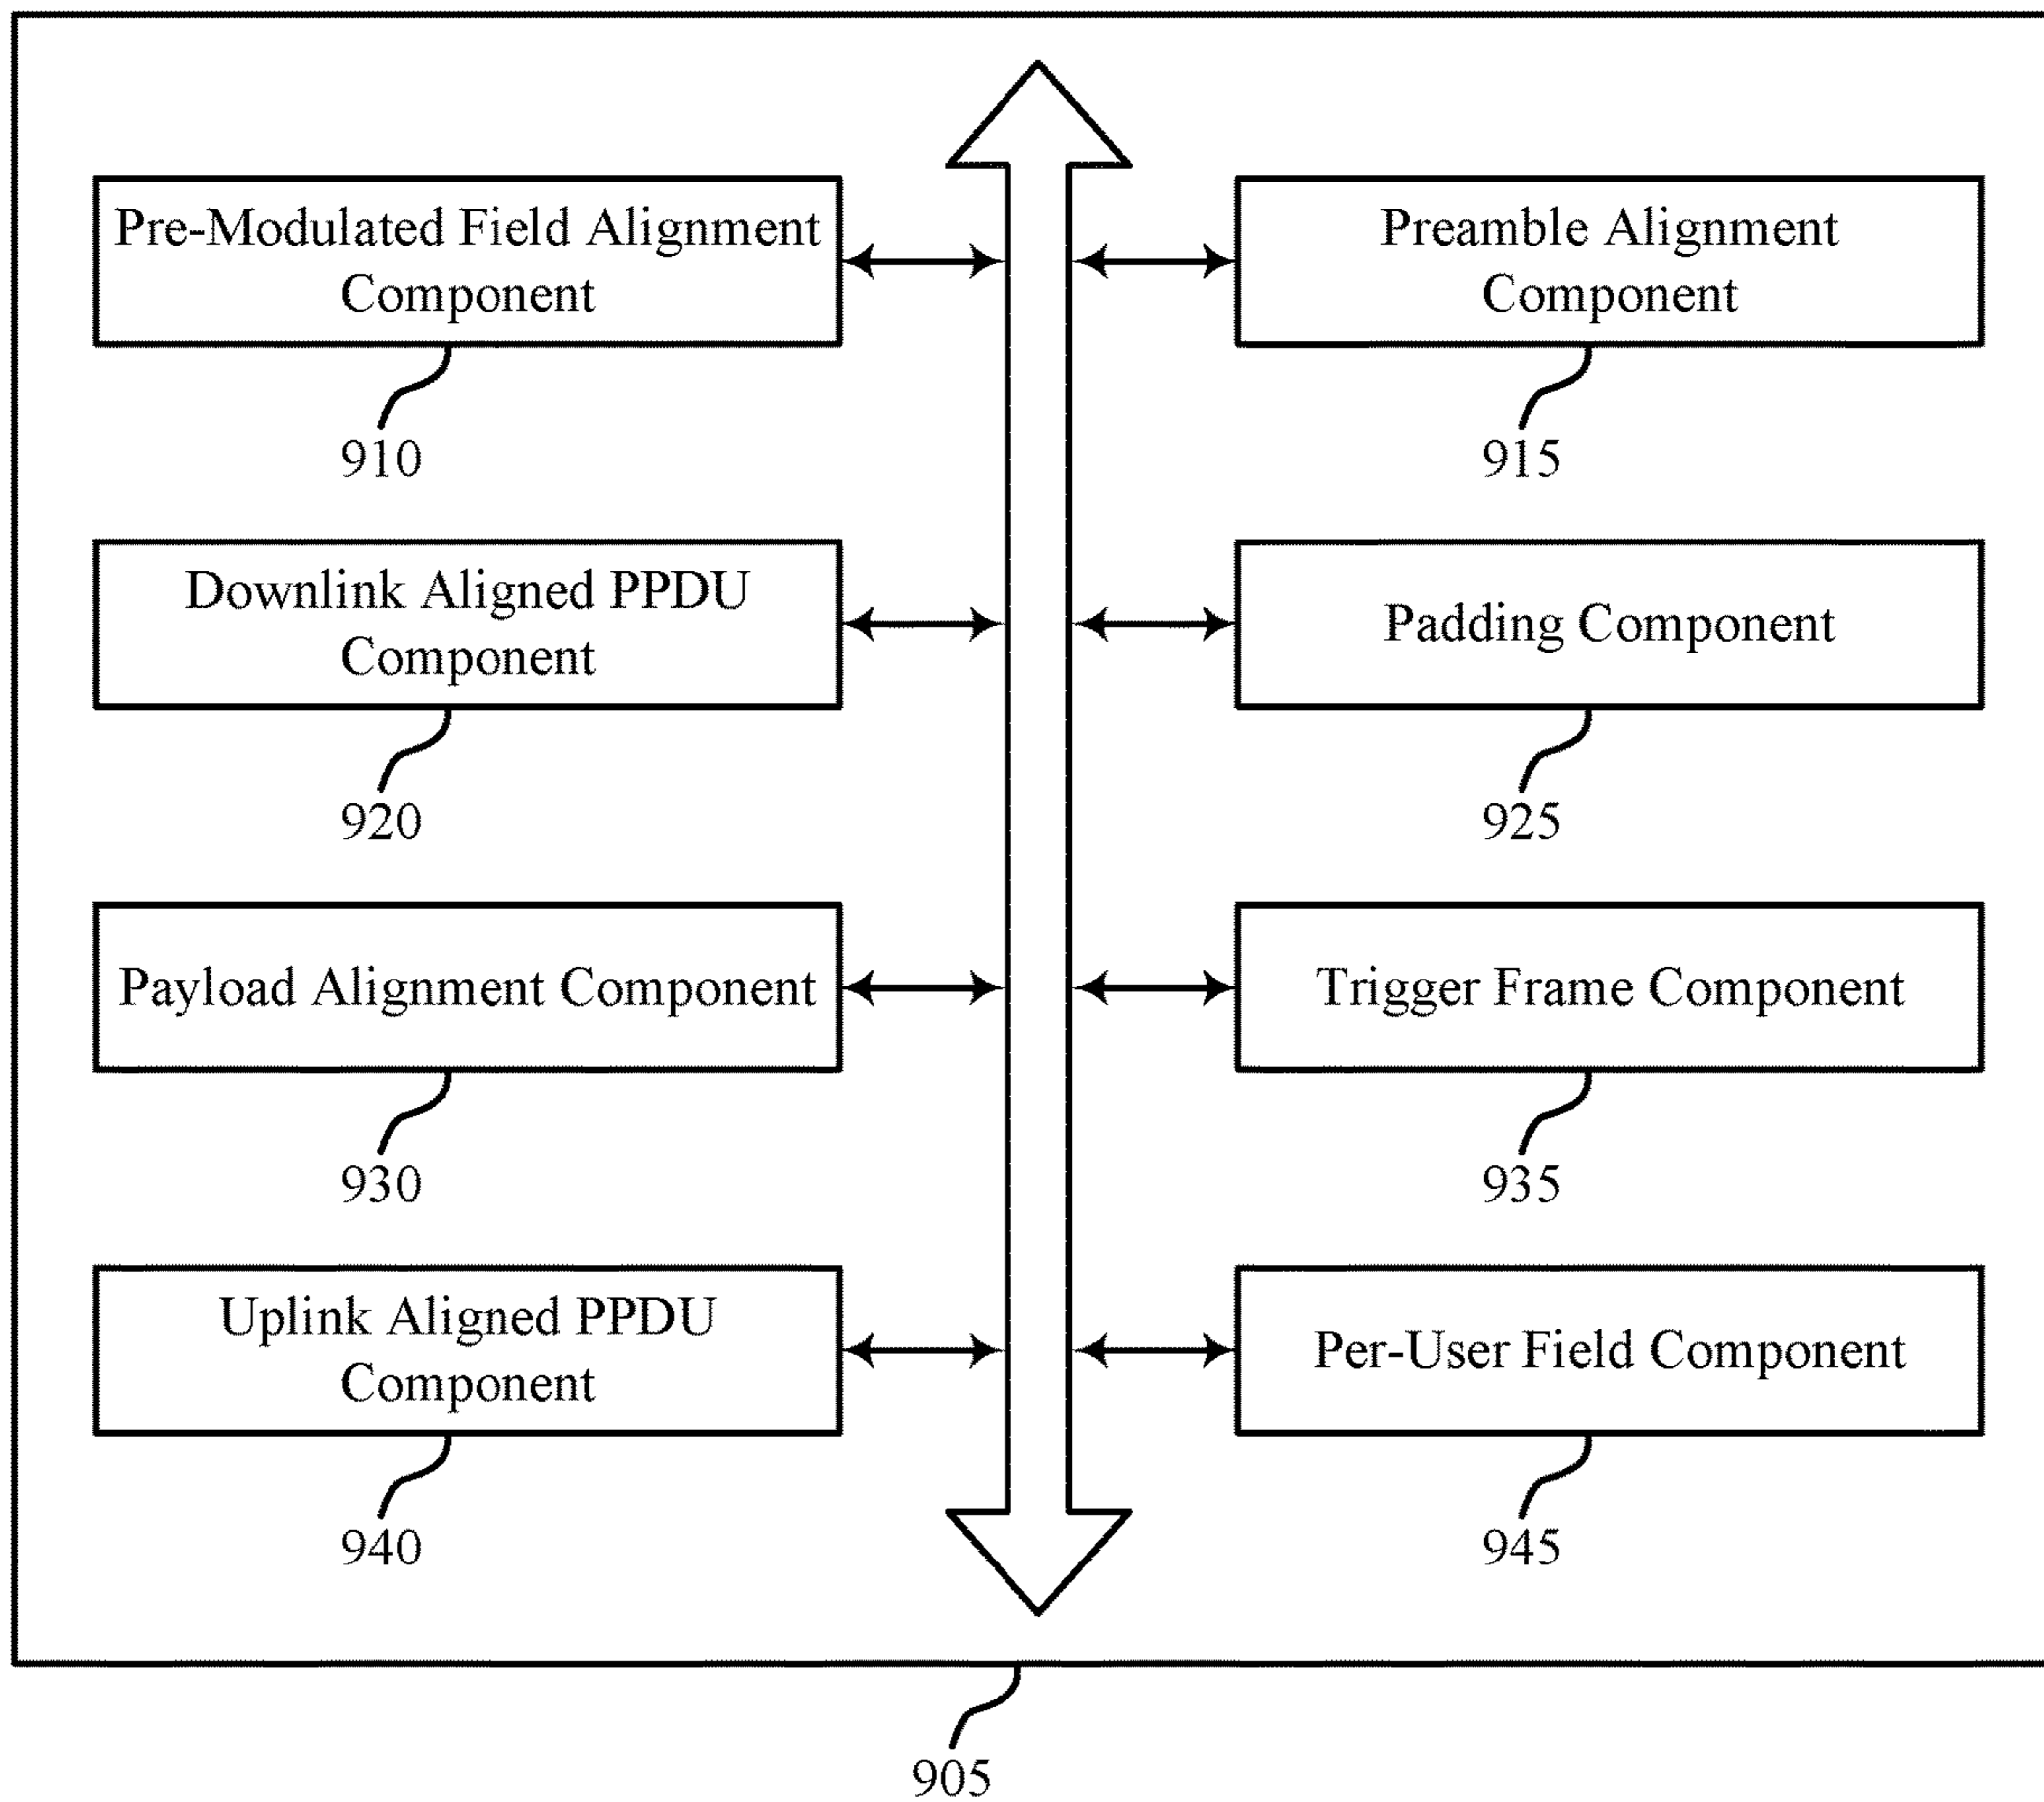 Pre-Modulated Field Alignment
Component
910
Preamble Alignment
Component
915
Downlink Aligned PPDU
Component
920
Padding Component
925
Payload Alignment Component
930
Trigger Frame Component
935
Uplink Aligned PPDU
Component
940
Per-User Field Component
945
905